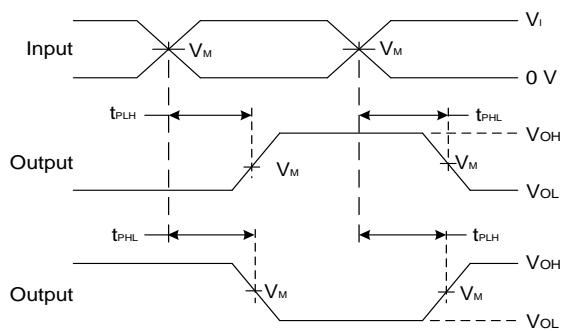 Input
V_M
V_M
V_I
0 V
t_PLH
t_PHL
Output
V_M
V_M
V_OH
V_OL
t_PHL
t_PLH
Output
V_M
V_M
V_OH
V_OL